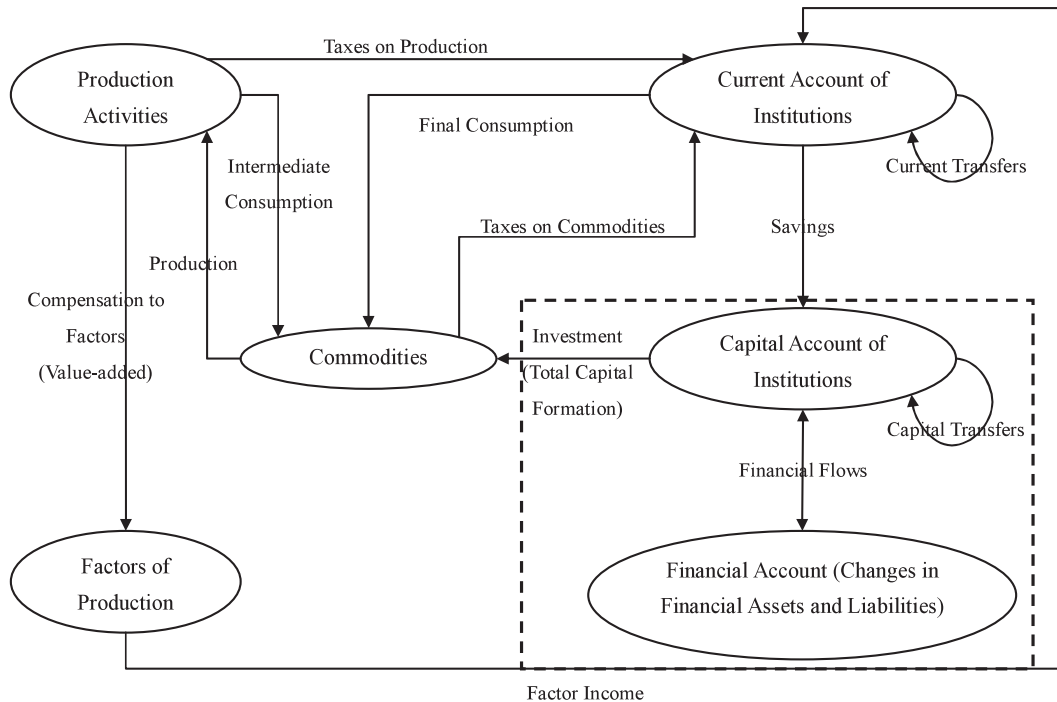 Taxes on Production
Production
Activities
Current Account of
Institutions
Final Consumption
Intermediate
Consumption
Current Transfers
Taxes on Commodities
Savings
Production
Compensation to
Factors
(Value-added)
Commodities
Investment
(Total Capital
Formation)
Capital Account of
Institutions
Capital Transfers
Financial Flows
Factors of
Production
Financial Account (Changes in
Financial Assets and Liabilities)
Factor Income